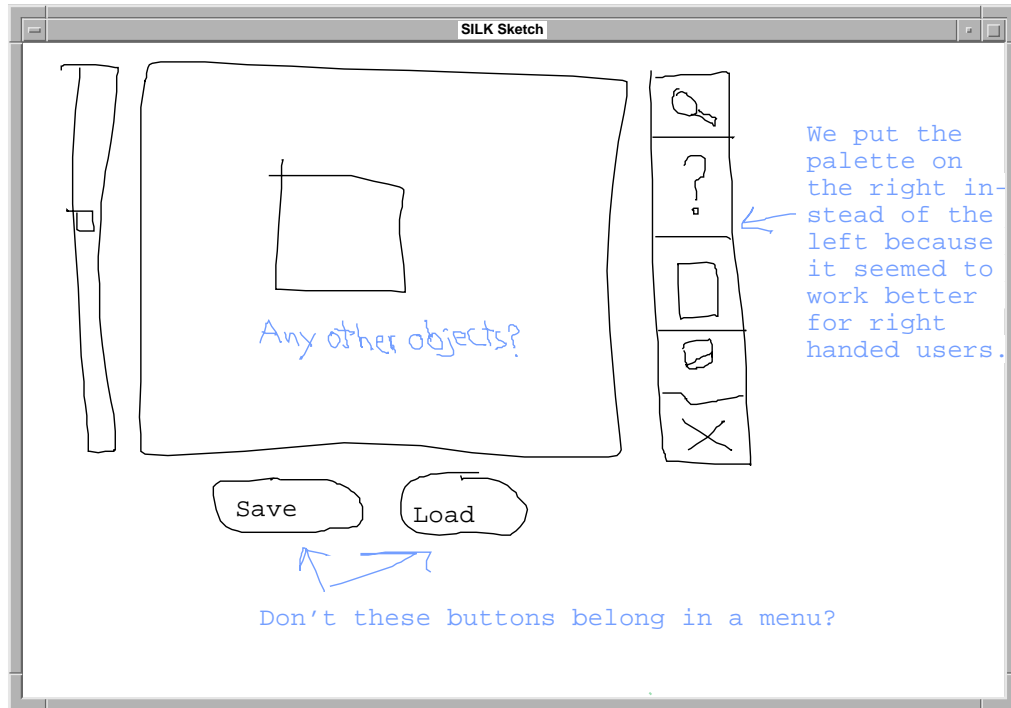 SILK Sketch
We put the
palette on
the right in-
stead of the
left because
it seemed to
work better
for right
handed users.
?
Any other objects?
Save
Load
Don't these buttons belong in a menu?